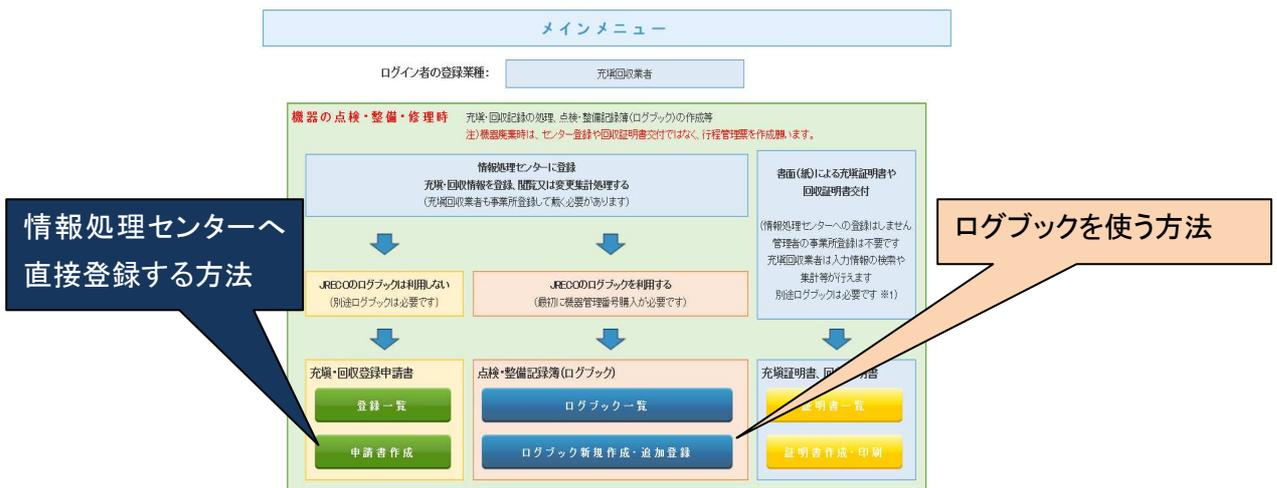 メインメニュー
ログイン者の登録業種：
充填回収業者
機器の点検・整備・修理時
充填・回収記録の処理、点検・整備記録簿(ログブック)の作成等
注)機器廃棄時は、センター登録や回収証明書交付ではなく、行程管理票を作成願います。
情報処理センターに登録
充填・回収情報を登録、閲覧又は変更集計処理する
(充填回収業者も事業所登録して戴く必要があります)
書面(紙)による充填証明書や
回収証明書交付
(情報処理センターへの登録はしません
管理者の事業所登録は不要です
充填回収業者は入力情報の検索や
集計等が行えます
別途ログブックは必要です ※1)
情報処理センターへ
直接登録する方法
ログブックを使う方法
JRECOのログブックは利用しない
(別途ログブックは必要です)
JRECOのログブックを利用する
(最初に機器管理番号購入が必要です)
充填・回収登録申請書
登録一覧
申請書作成
点検・整備記録簿(ログブック)
ログブック一覧
ログブック新規作成・追加登録
充填証明書、回収証明書
証明書一覧
証明書作成・印刷